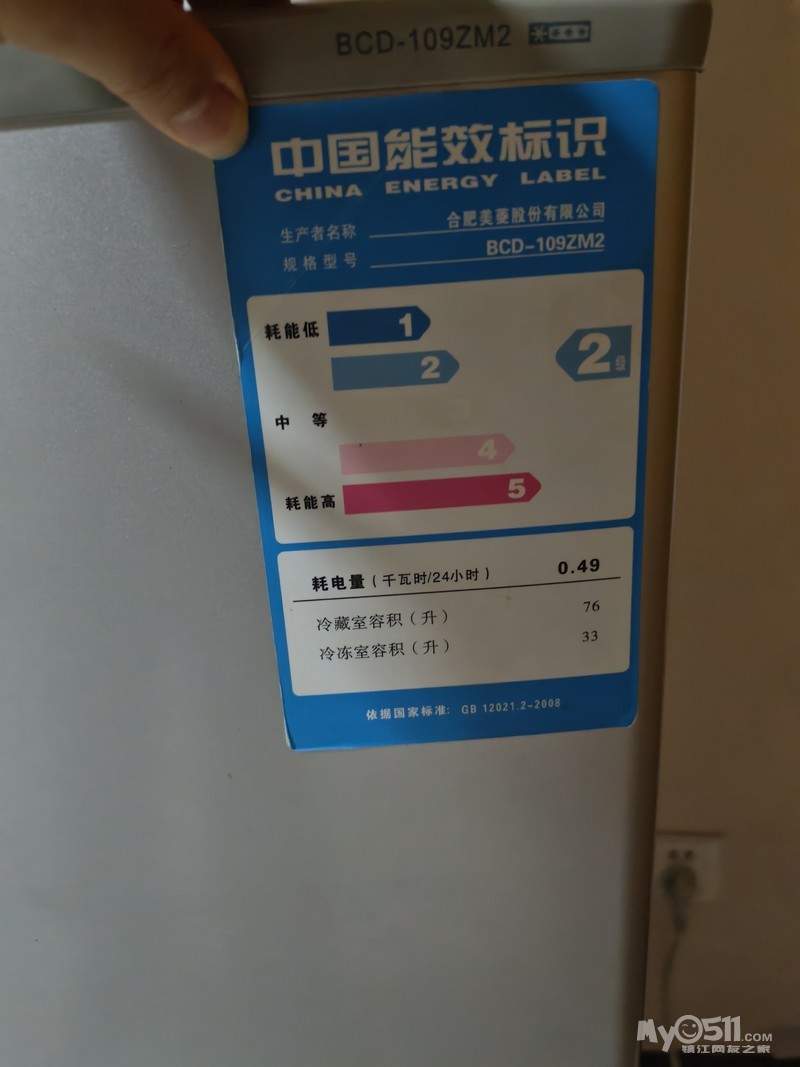 BCD-109ZM2
中国能效标识
CHINA ENERGY LABEL
生产者名称 合肥美菱股份有限公司
规格型号 BCD-109ZM2
耗能低 1
2 2级
中 等
4
耗能高 5
耗电量(千瓦时/24小时) 0.49
冷藏室容积(升) 76
冷冻室容积(升) 33
依据国家标准: GB 12021.2-2008
My0511.COM
镇江网友之家